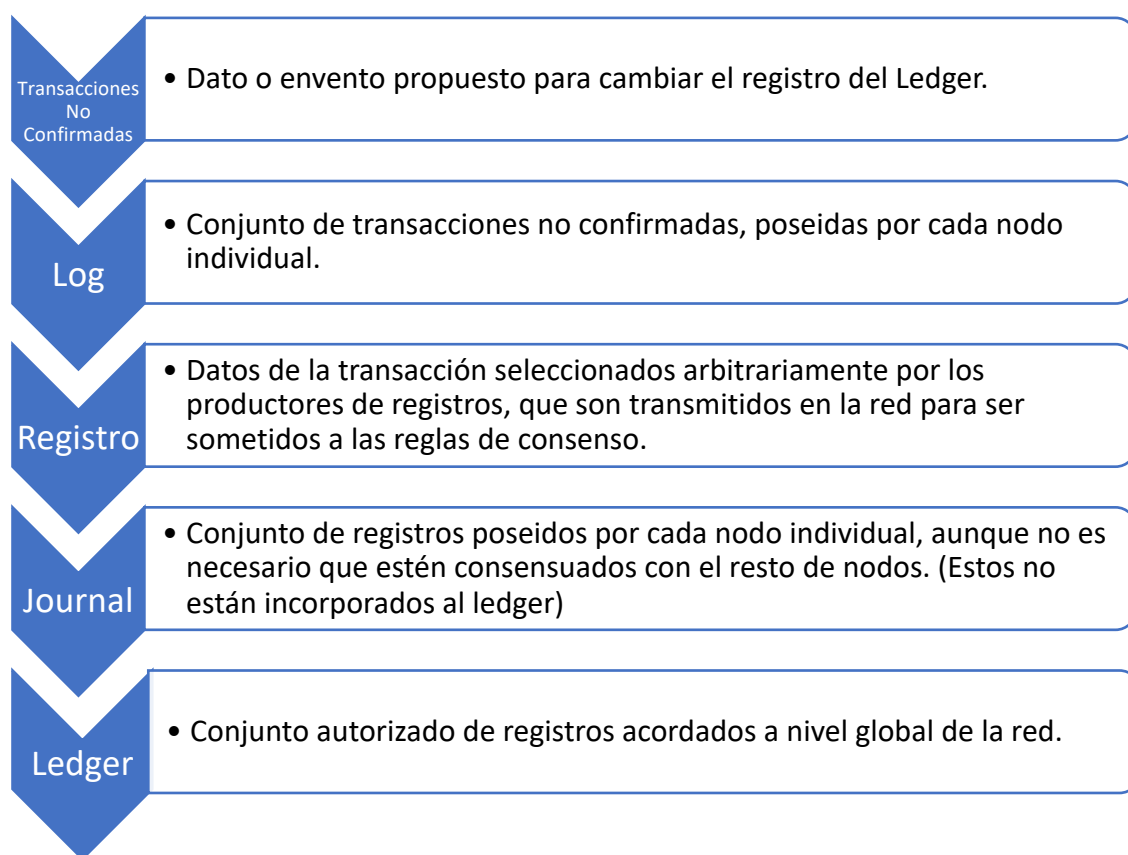 Transacciones
No
Confirmadas
• Dato o envento propuesto para cambiar el registro del Ledger.
Log
• Conjunto de transacciones no confirmadas, poseidas por cada nodo
individual.
Registro
• Datos de la transacción seleccionados arbitrariamente por los
productores de registros, que son transmitidos en la red para ser
sometidos a las reglas de consenso.
Journal
• Conjunto de registros poseidos por cada nodo individual, aunque no es
necesario que estén consensuados con el resto de nodos. (Estos no
están incorporados al ledger)
Ledger
• Conjunto autorizado de registros acordados a nivel global de la red.